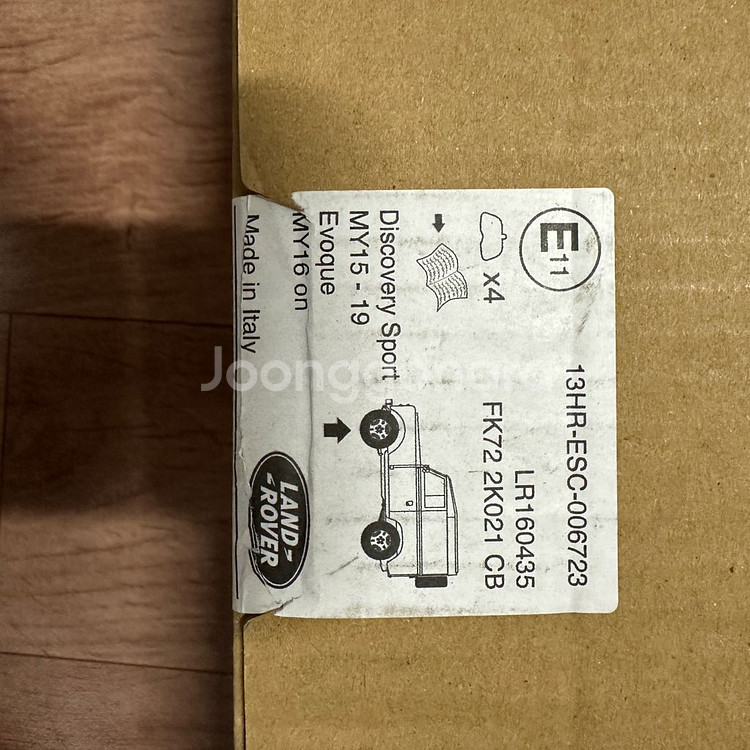 E11
13HR-ESC-006723
x4
LR160435
FK72 2K021 CB
Discovery Sport
MY15 - 19
Evoque
MY16 on
Made in Italy
LAND-
-ROVER
Joongonara